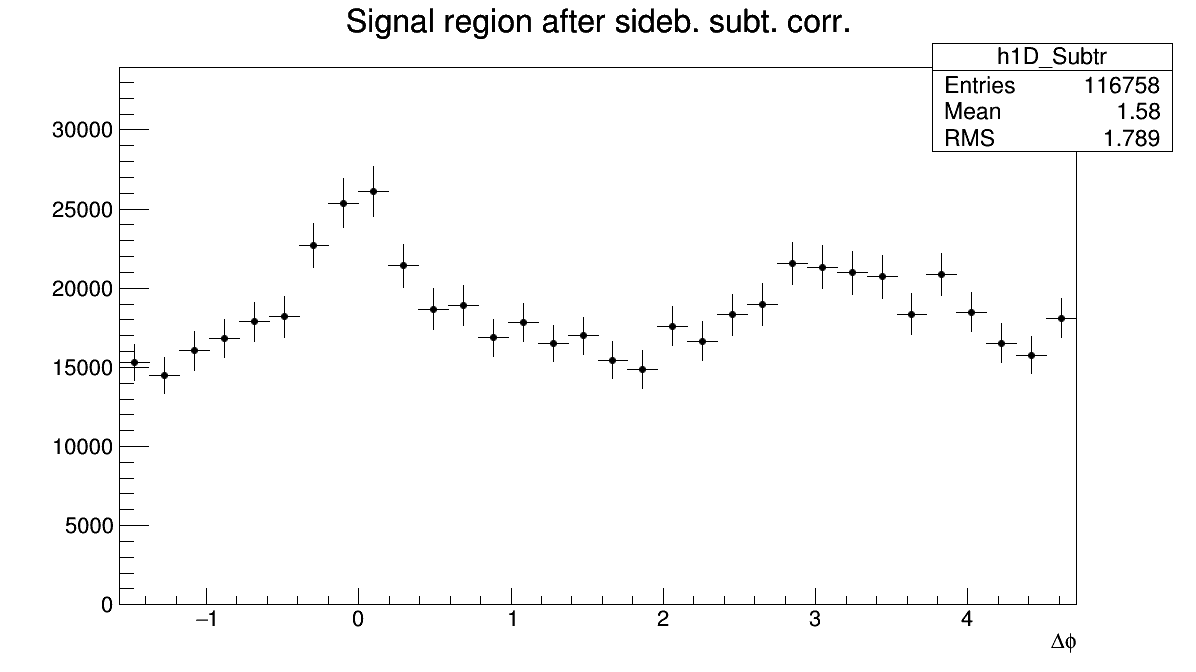 Signal region after sideb. subt. corr.
h1D_Subtr
Entries 116758
Mean 1.58
RMS 1.789
30000
25000
20000
15000
10000
5000
0
−1 0 1 2 3 4
Δϕ